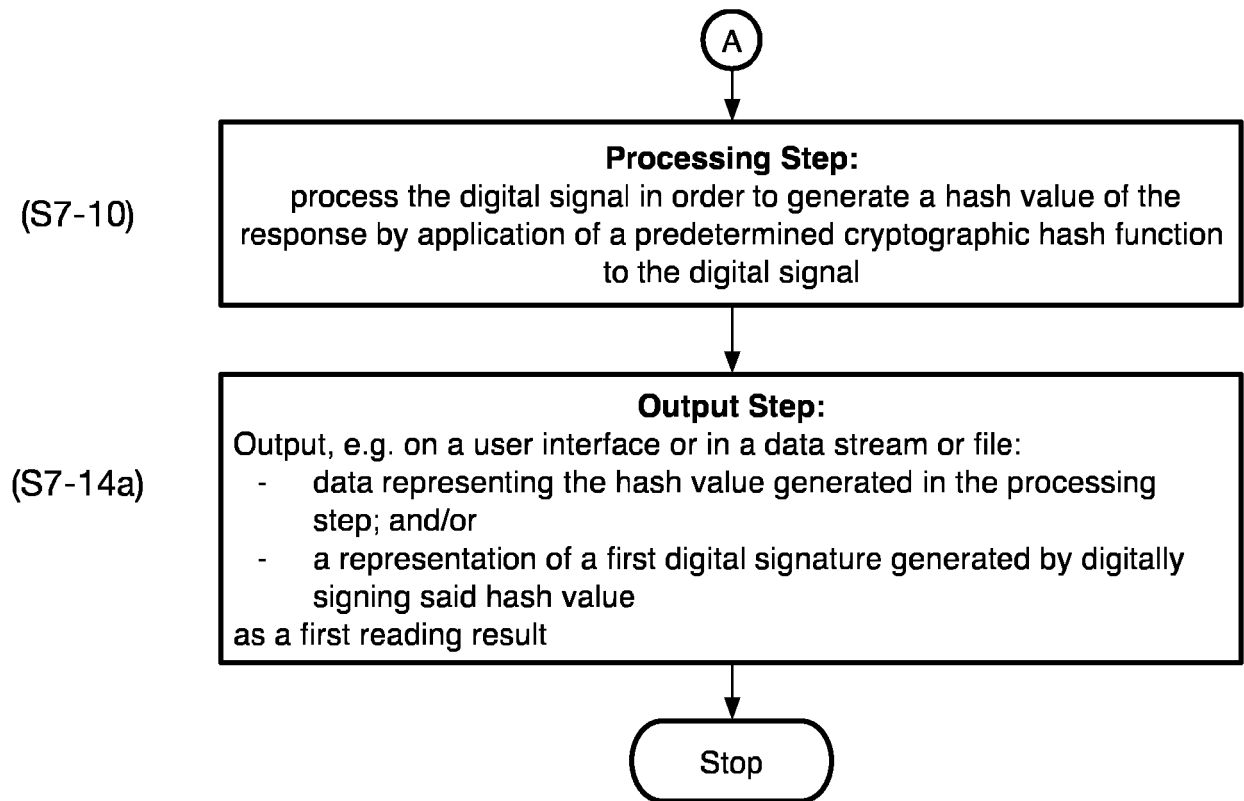 A
Processing Step:
(S7-10)
process the digital signal in order to generate a hash value of the
response by application of a predetermined cryptographic hash function
to the digital signal
Output Step:
Output, e.g. on a user interface or in a data stream or file:
(S7-14a)
- data representing the hash value generated in the processing
step; and/or
- a representation of a first digital signature generated by digitally
signing said hash value
as a first reading result
Stop